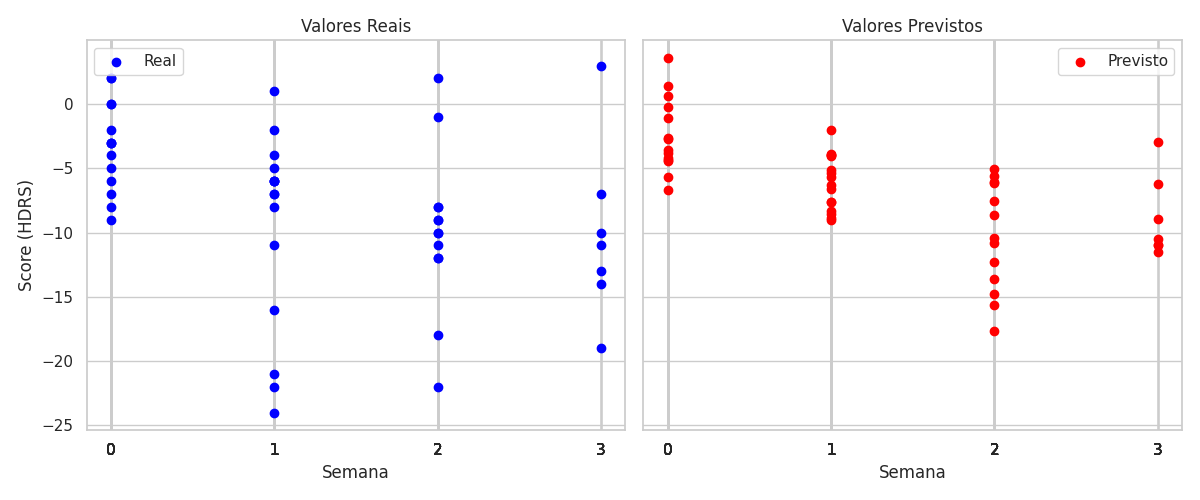 Valores Reais
Real
Score (HDRS)
0
−5
−10
−15
−20
−25
0 1 2 3
Semana
Valores Previstos
Previsto
0 1 2 3
Semana